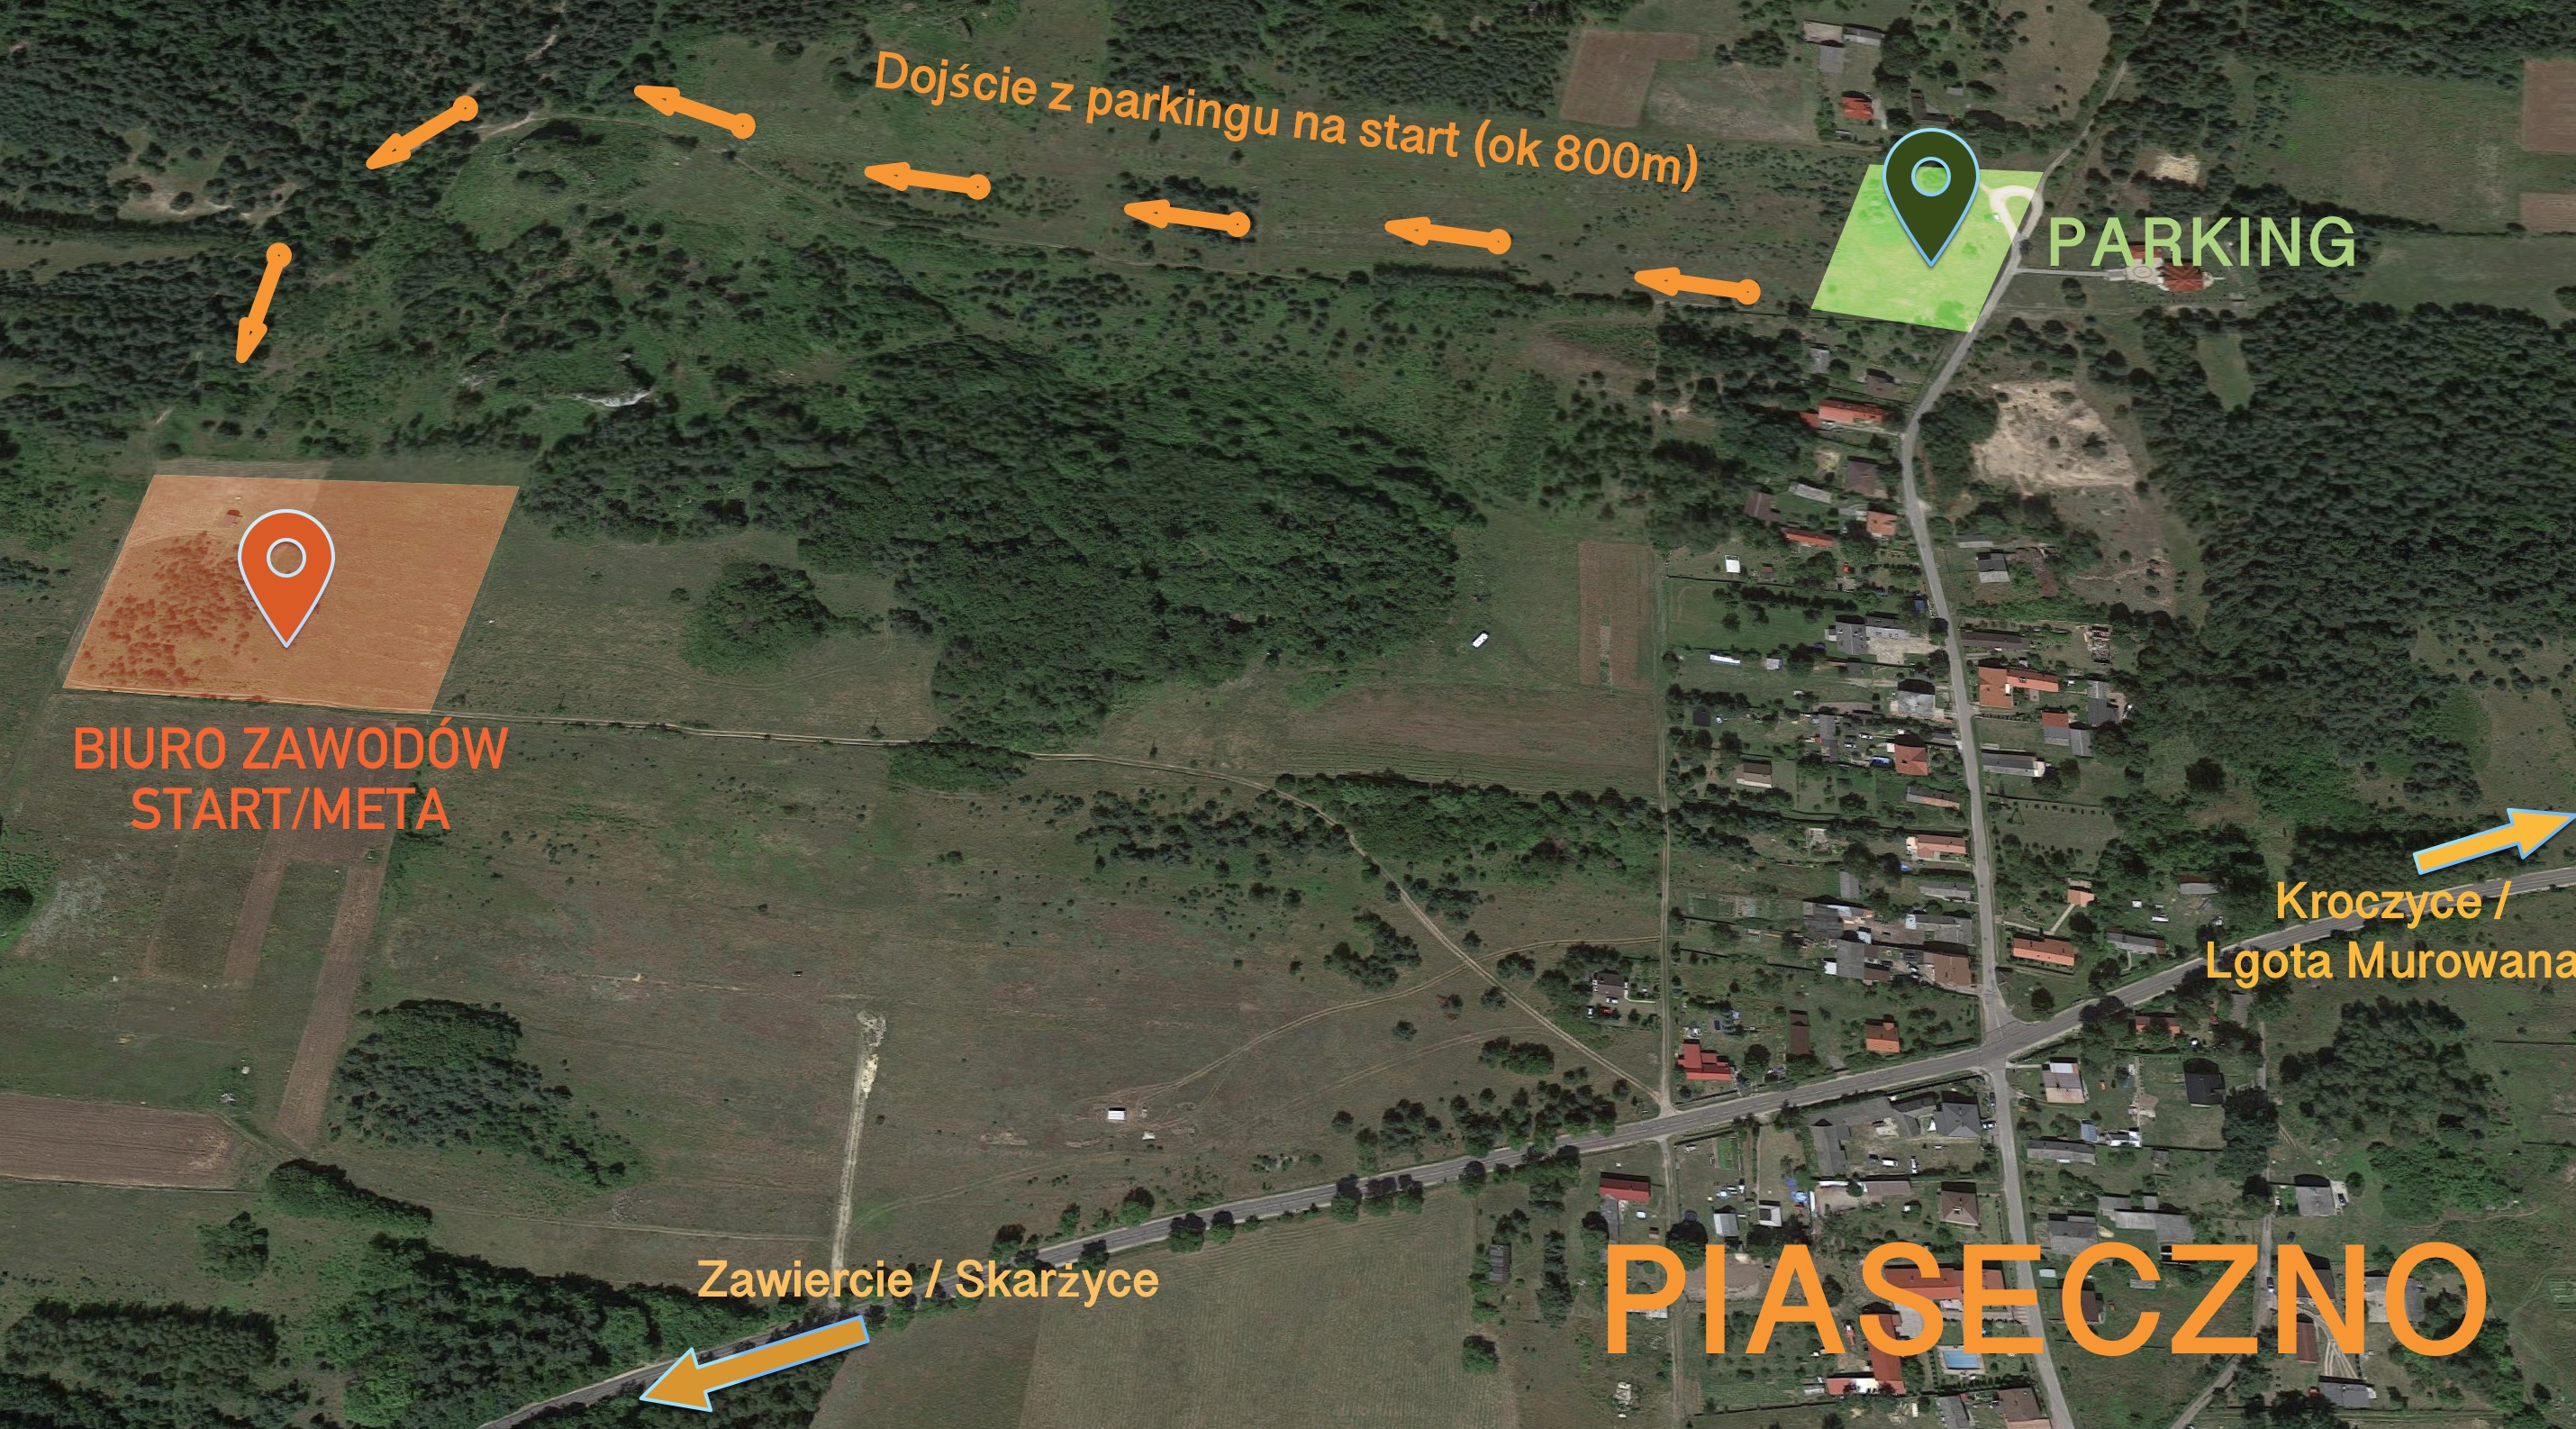 Dojście z parkingu na start (ok 800m)
PARKING
BIURO ZAWODÓW
START/META
Kroczyce /
Lgota Murowana
Zawiercie / Skarżyce
PIASECZNO